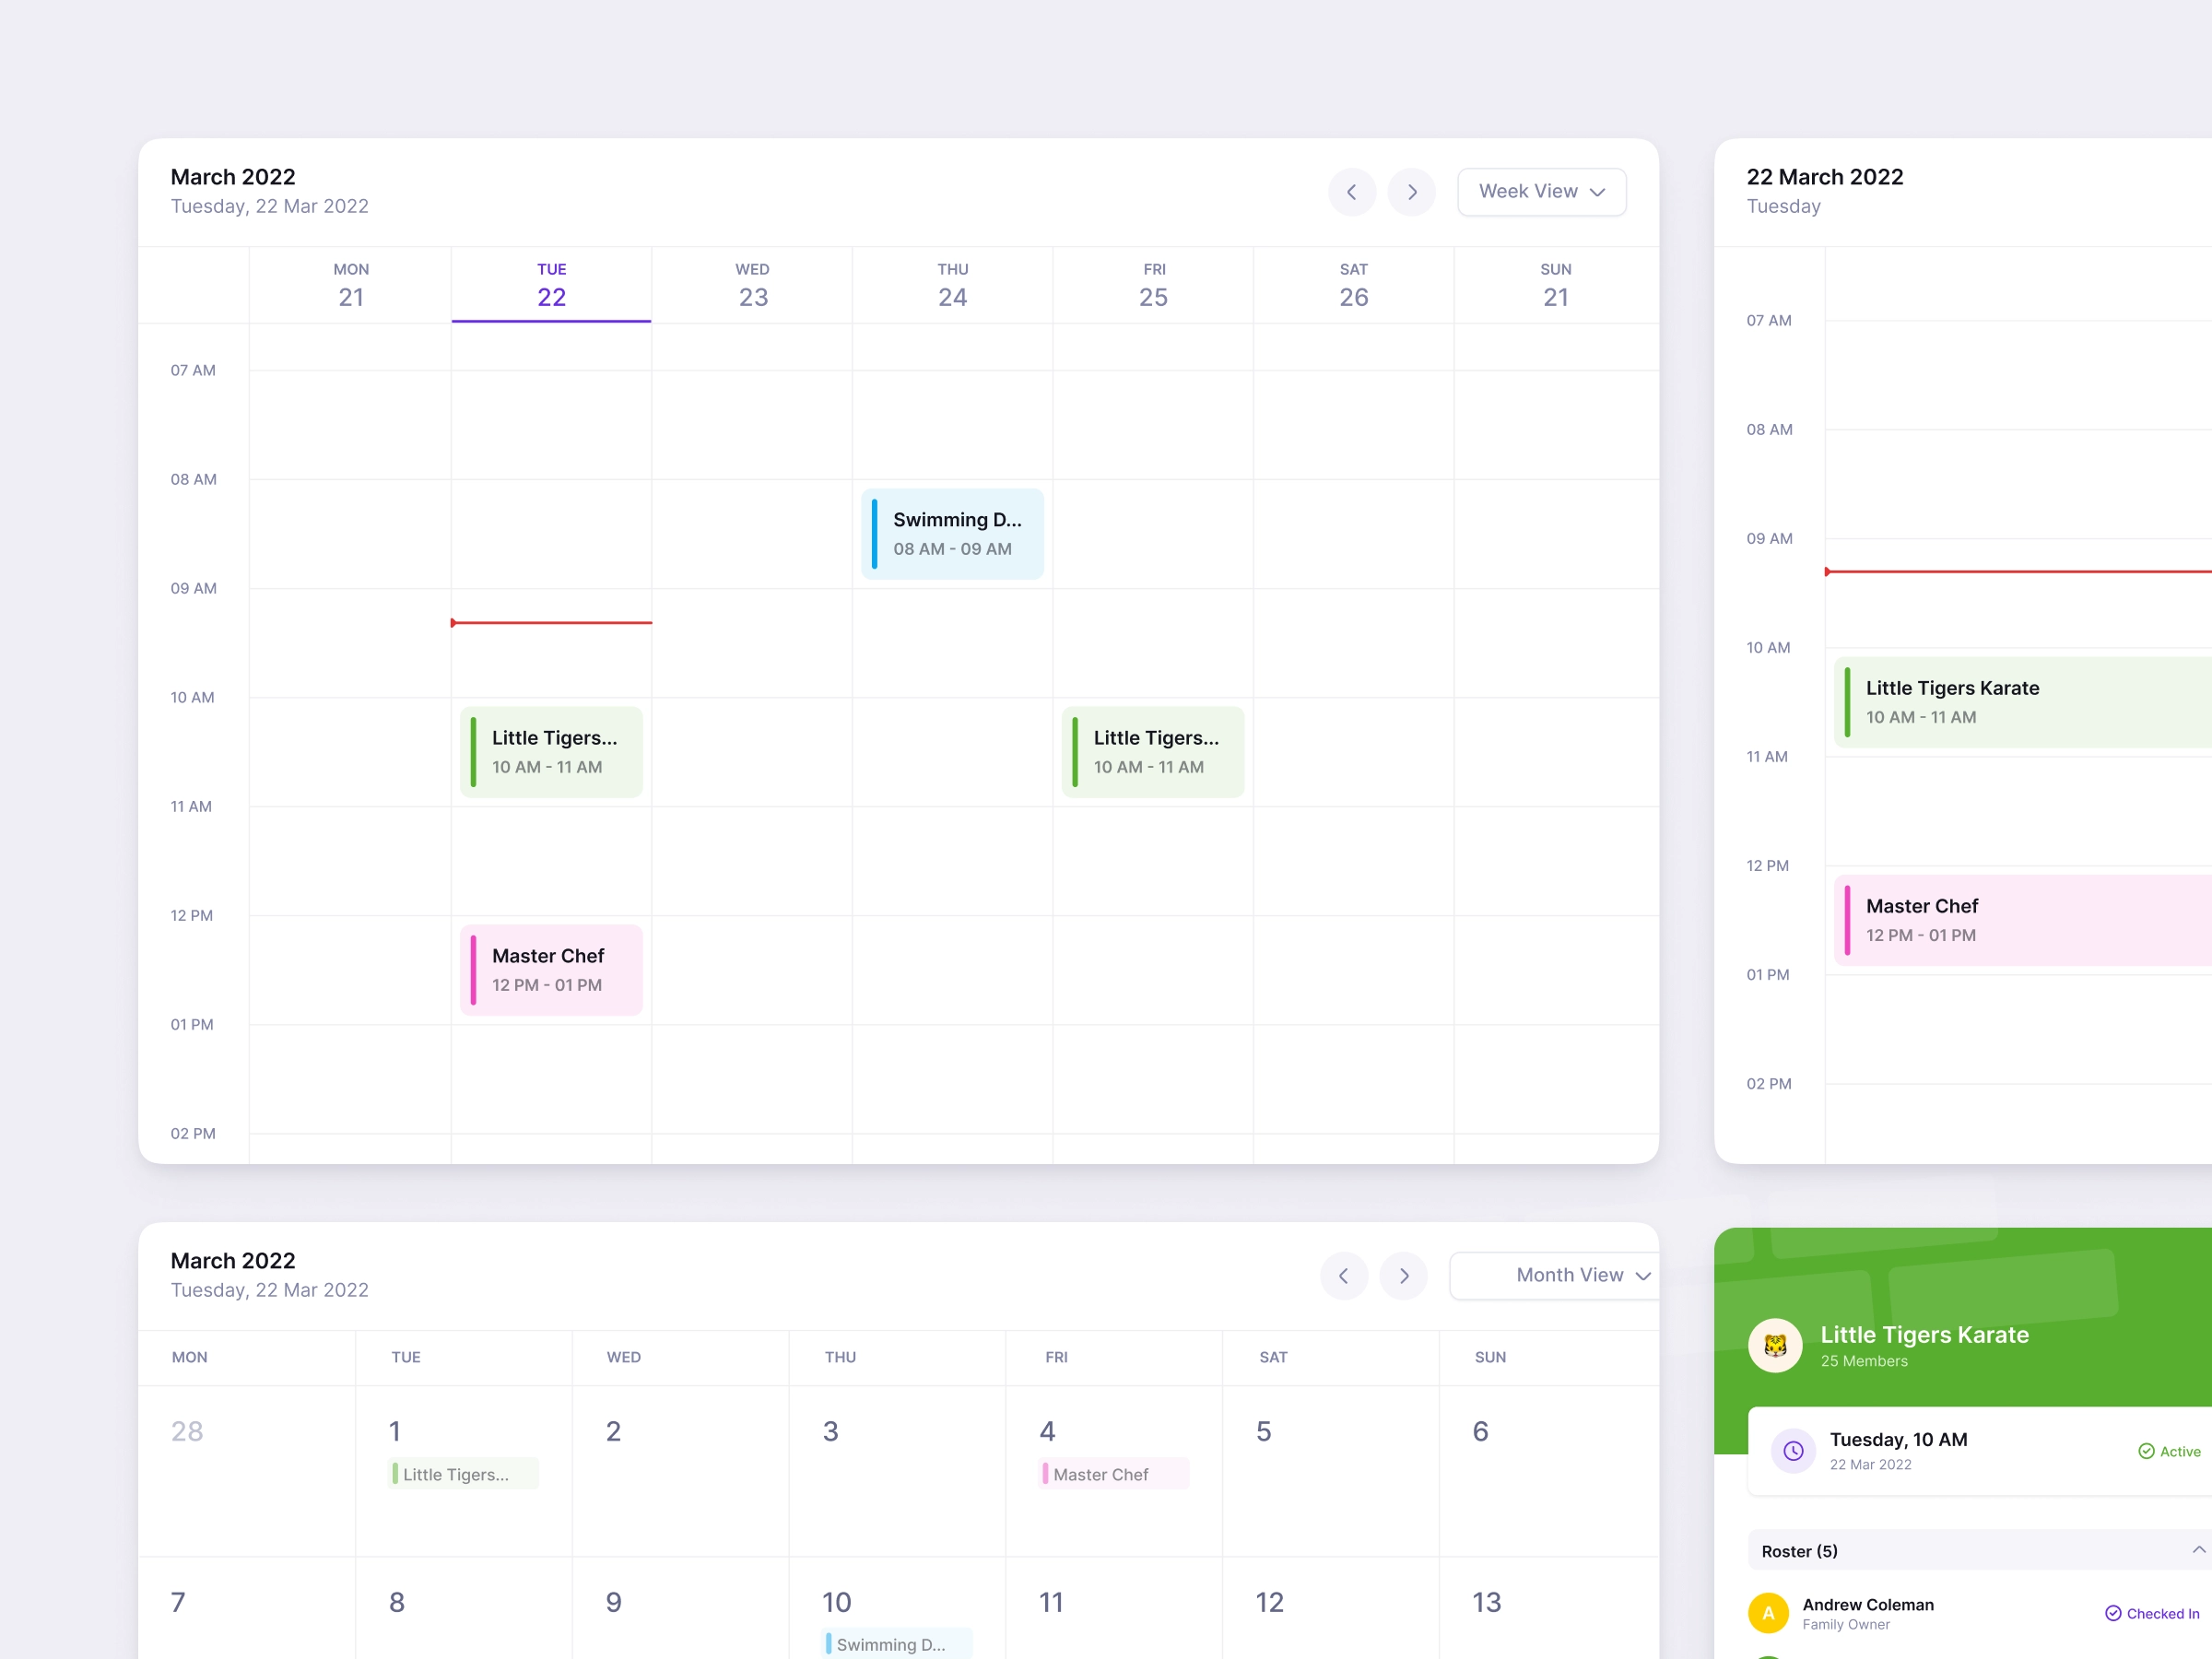 March 2022
Tuesday, 22 Mar 2022
Week View
MON
TUE
WED
THU
FRI
SAT
SUN
21
22
23
24
25
26
21
07 AM
08 AM
Swimming D...
08 AM - 09 AM
09 AM
10 AM
Little Tigers...
10 AM - 11 AM
Little Tigers...
10 AM - 11 AM
11 AM
12 PM
Master Chef
12 PM - 01 PM
01 PM
02 PM
22 March 2022
Tuesday
07 AM
08 AM
09 AM
10 AM
Little Tigers Karate
10 AM - 11 AM
11 AM
12 PM
Master Chef
12 PM - 01 PM
01 PM
02 PM
March 2022
Tuesday, 22 Mar 2022
Month View
MON
TUE
WED
THU
FRI
SAT
SUN
28
1
2
3
4
5
6
Little Tigers...
Master Chef
7
8
9
10
11
12
13
Swimming D...
Little Tigers Karate
25 Members
Tuesday, 10 AM
22 Mar 2022
Active
Roster (5)
A
Andrew Coleman
Family Owner
Checked In